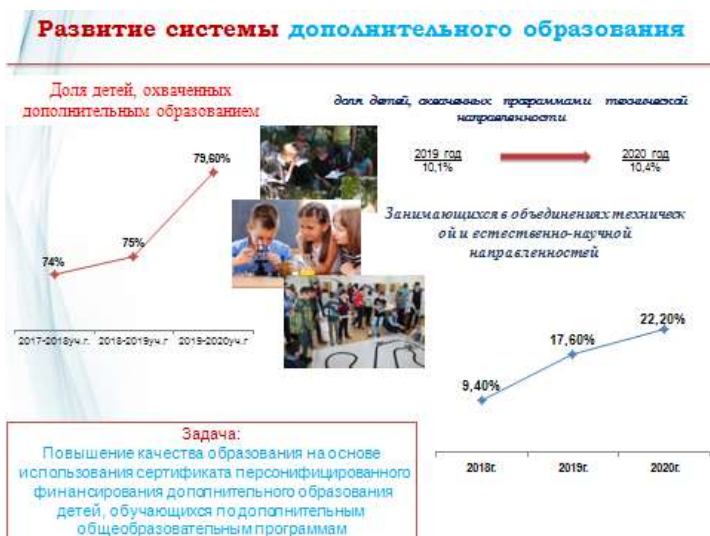 Развитие системы дополнительного образования
Доля детей, охваченных
дополнительным образованием
79,60%
75%
74%
2017-2018уч.г. 2018-2019уч.г 2019-2020уч.г
доля детей, охваченных программами технической
направленности
2019 год
10,1%
2020 год
10,4%
Занимающихся в объединениях техническ
ой и естественно-научной
направленностей
22,20%
17,60%
9,40%
2018г. 2019г. 2020г.
Задача:
Повышение качества образования на основе
использования сертификата персонифицированного
финансирования дополнительного образования
детей, обучающихся по дополнительным
общеобразовательным программам